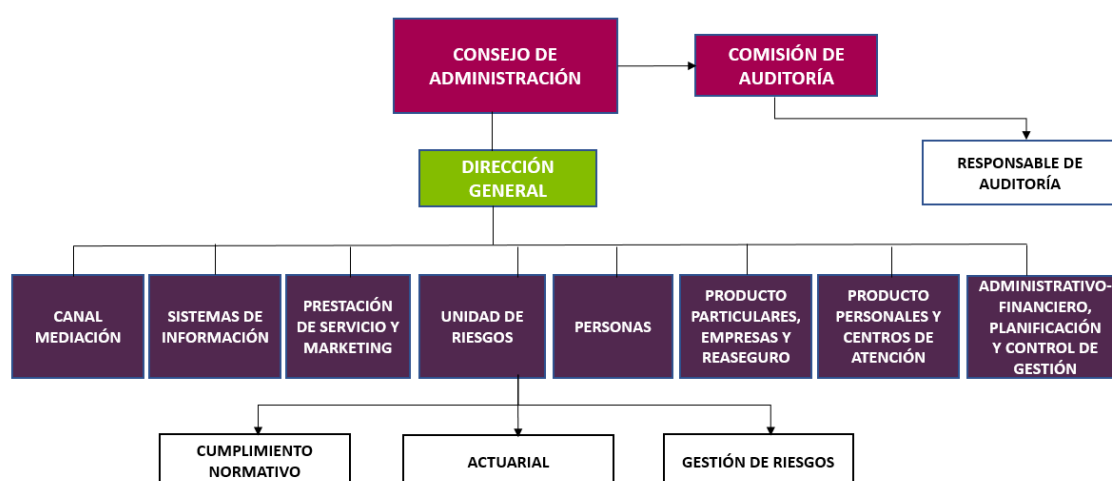 CONSEJO DE
ADMINISTRACIÓN
COMISIÓN DE
AUDITORÍA
RESPONSABLE DE
AUDITORÍA
DIRECCIÓN
GENERAL
CANAL
MEDIACIÓN
SISTEMAS DE
INFORMACIÓN
PRESTACIÓN
DE SERVICIO Y
MARKETING
UNIDAD DE
RIESGOS
PERSONAS
PRODUCTO
PARTICULARES,
EMPRESAS Y
REASEGURO
PRODUCTO
PERSONALES Y
CENTROS DE
ATENCIÓN
ADMINISTRATIVO-
FINANCIERO,
PLANIFICACIÓN
Y CONTROL DE
GESTIÓN
CUMPLIMIENTO
NORMATIVO
ACTUARIAL
GESTIÓN DE RIESGOS